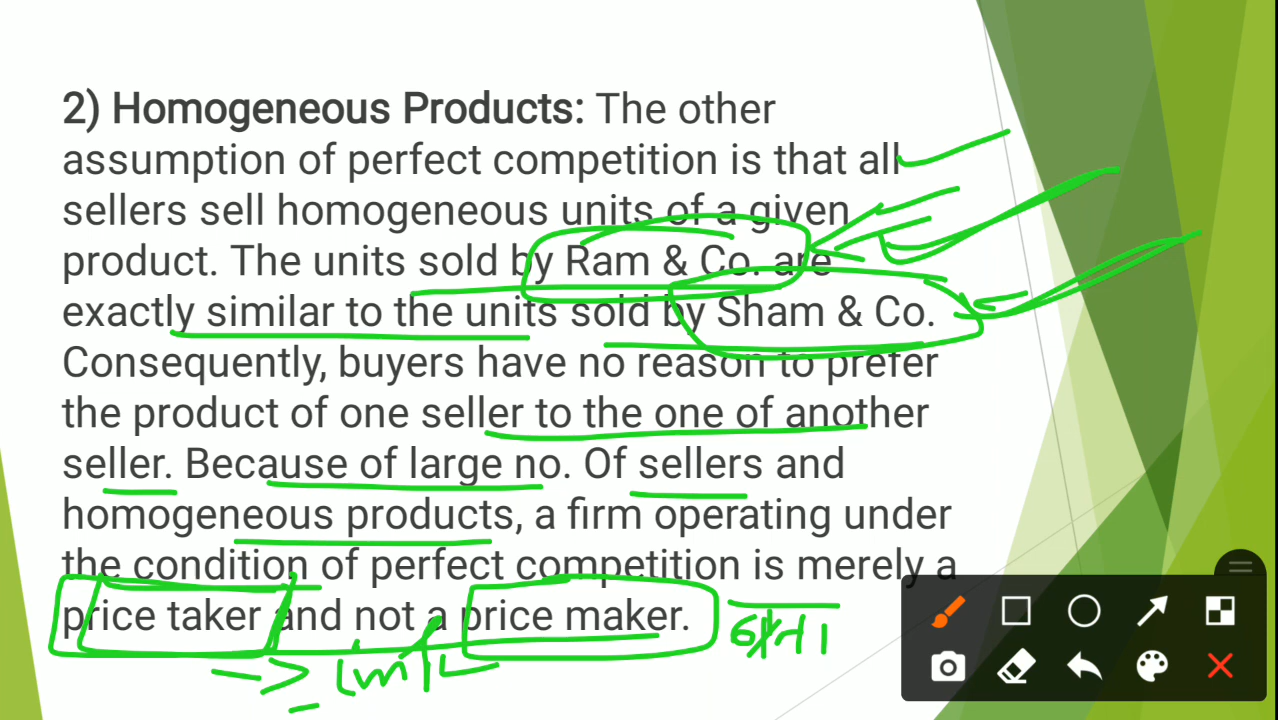 2) Homogeneous Products: The other
assumption of perfect competition is that all
sellers sell homogeneous units of a given
product. The units sold by Ram & Co. are
exactly similar to the units sold by Sham & Co.
Consequently, buyers have no reason to prefer
the product of one seller to the one of another
seller. Because of large no. Of sellers and
homogeneous products, a firm operating under
the condition of perfect competition is merely a
price taker and not a price maker.